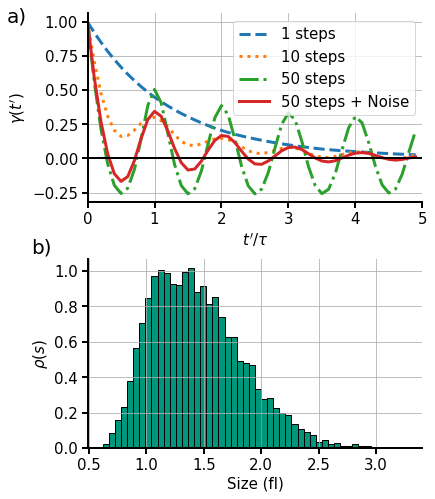 a)
1.00
0.75
0.50
0.25
0.00
−0.25
γ(t′)
1 steps
10 steps
50 steps
50 steps + Noise
0 1 2 3 4 5
t′/τ
b)
1.0
0.8
0.6
0.4
0.2
0.0
ρ(s)
0.5 1.0 1.5 2.0 2.5 3.0
Size (fl)